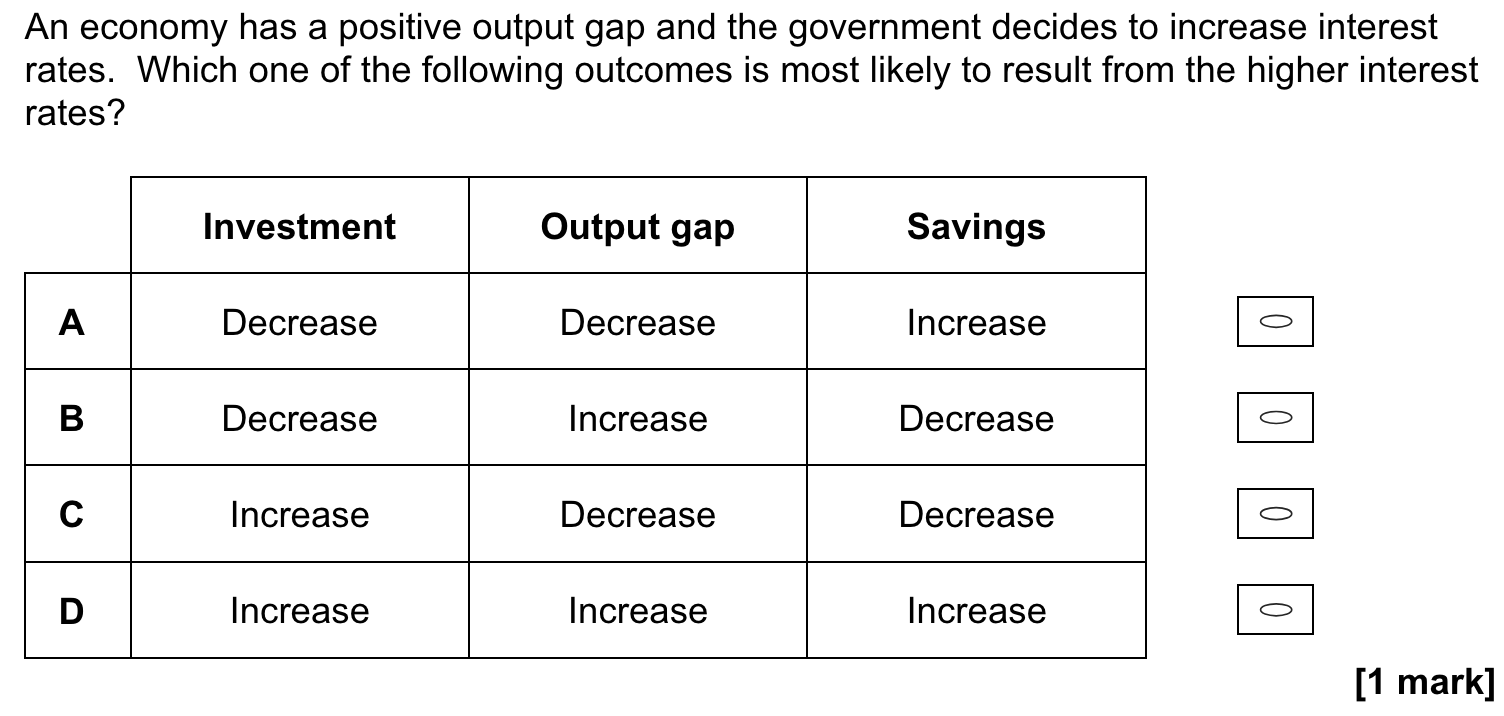 An economy has a positive output gap and the government decides to increase interest
rates.  Which one of the following outcomes is most likely to result from the higher interest
rates?
Investment Output gap Savings
A Decrease Decrease Increase
B Decrease Increase Decrease
C Increase Decrease Decrease
D Increase Increase Increase
[1 mark]